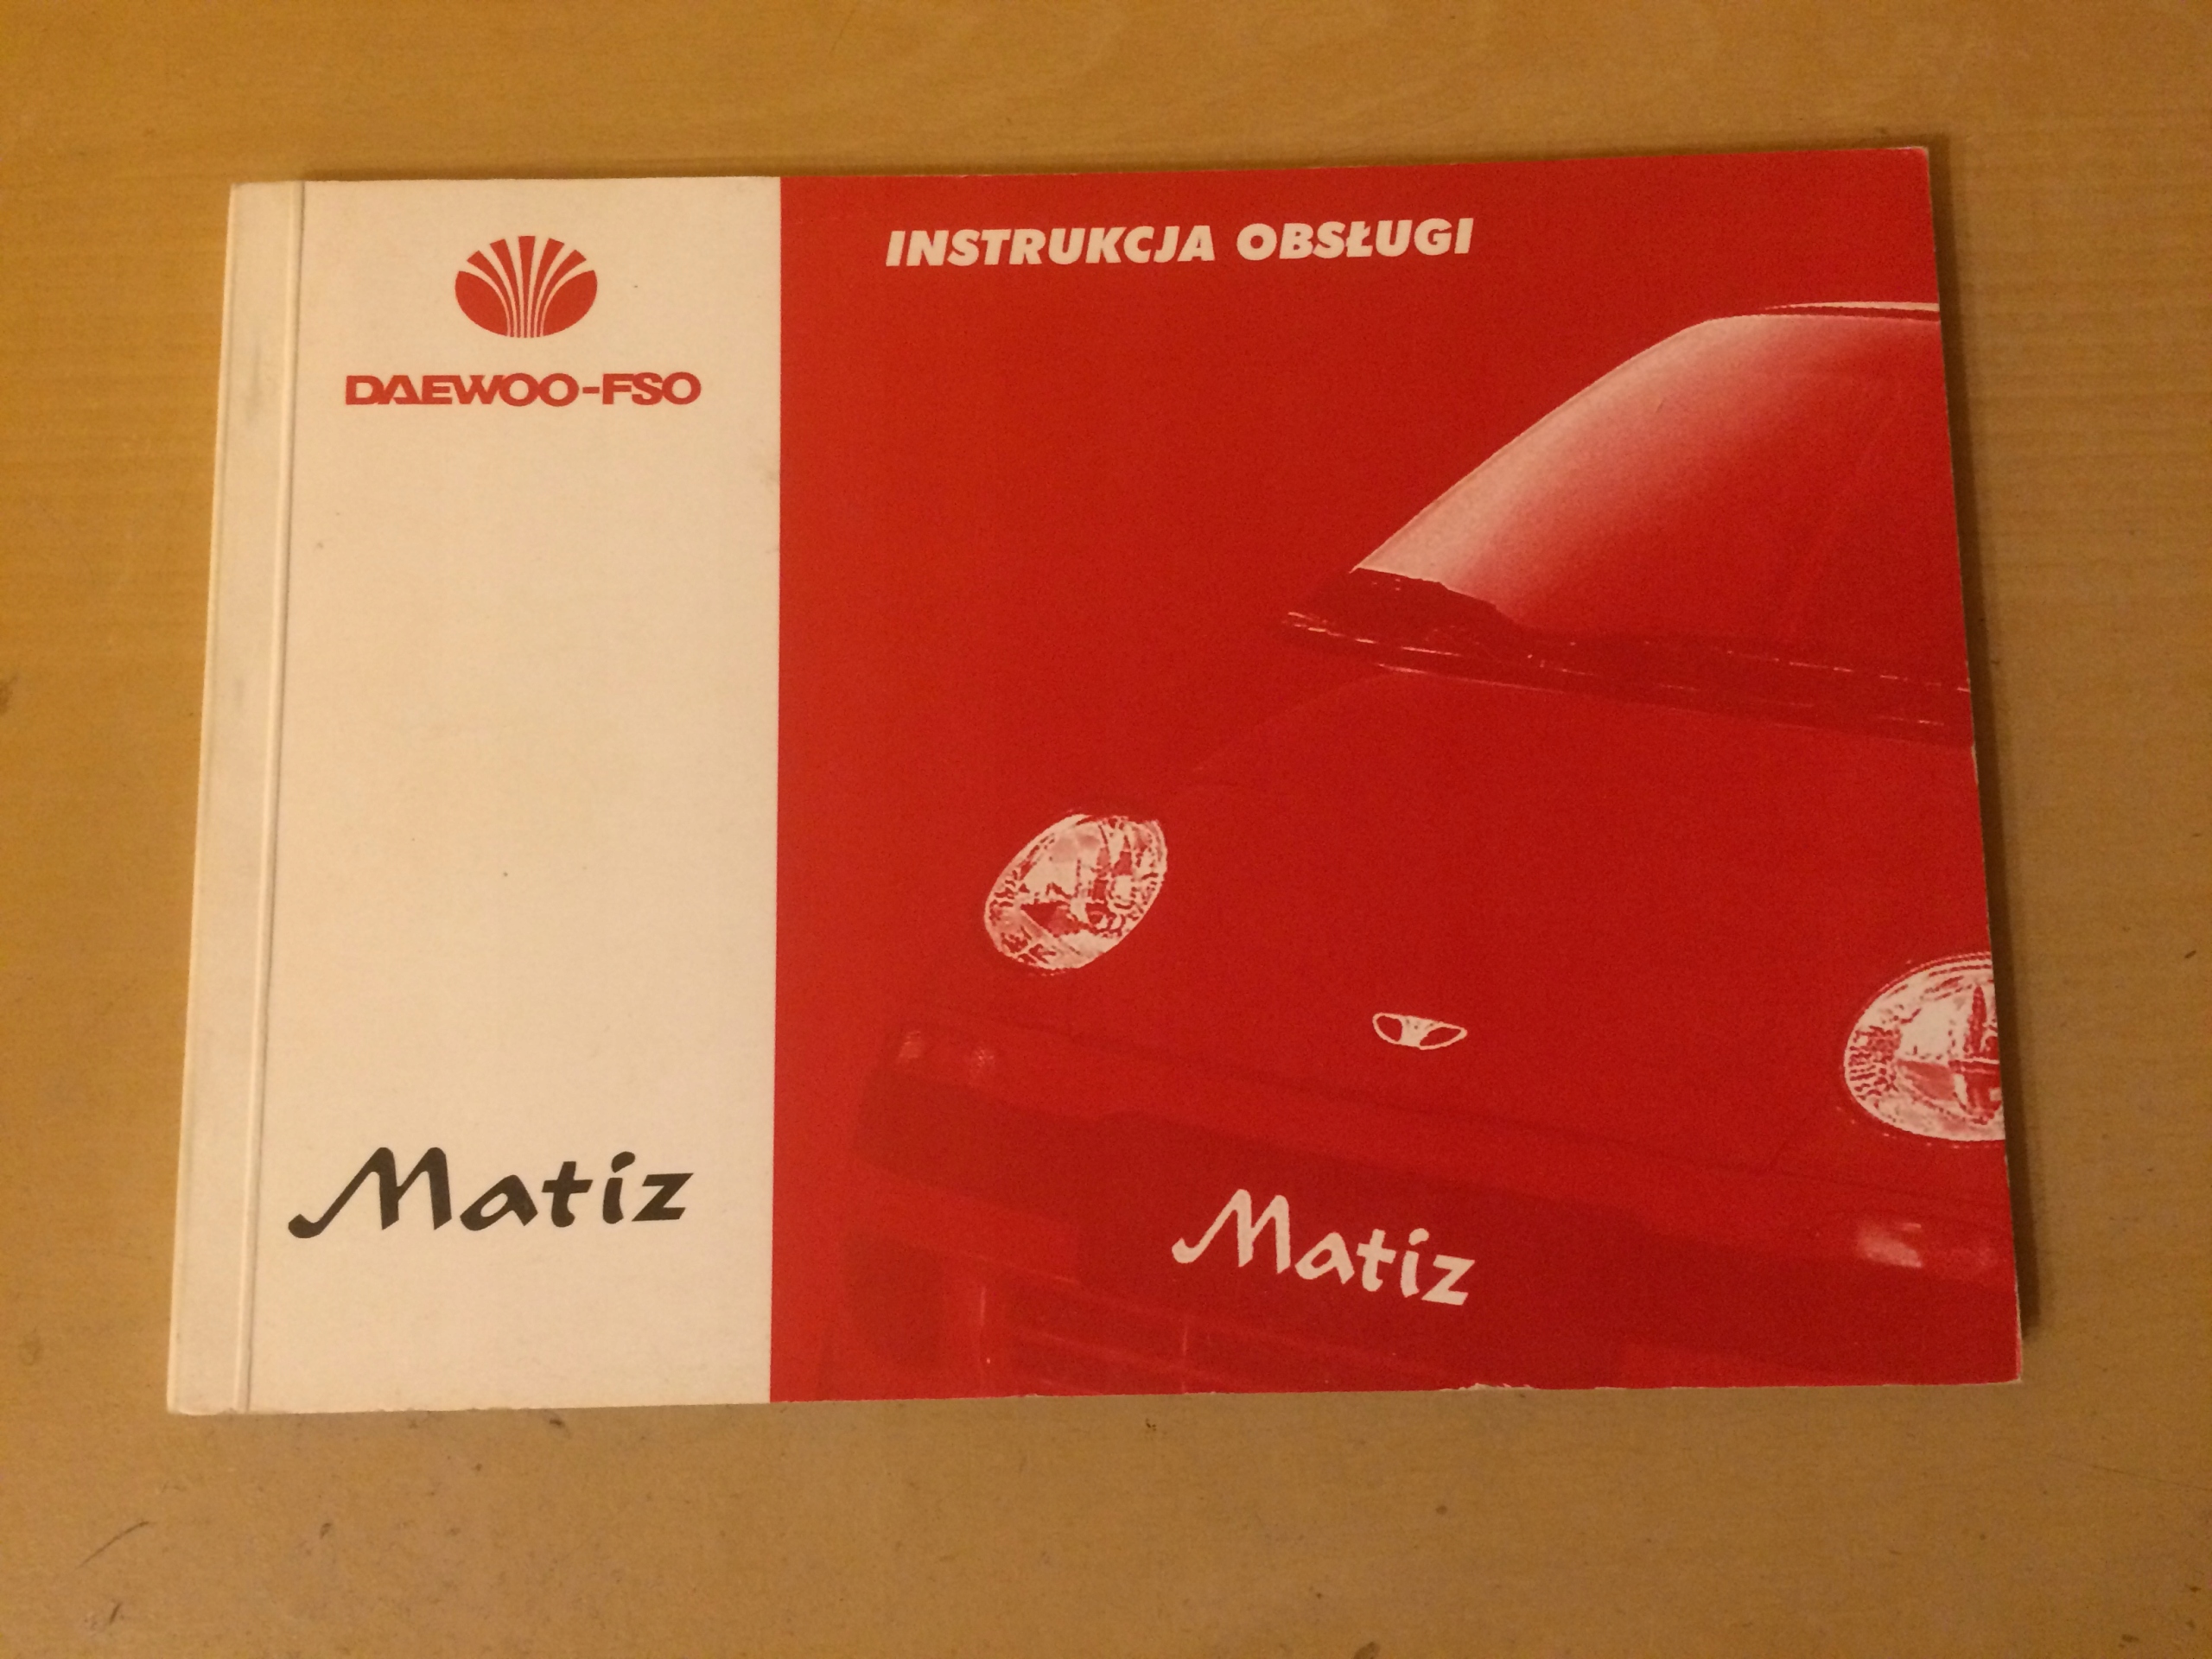 DAEWOO-FSO
Matiz
INSTRUKCJA OBSŁUGI
Matiz